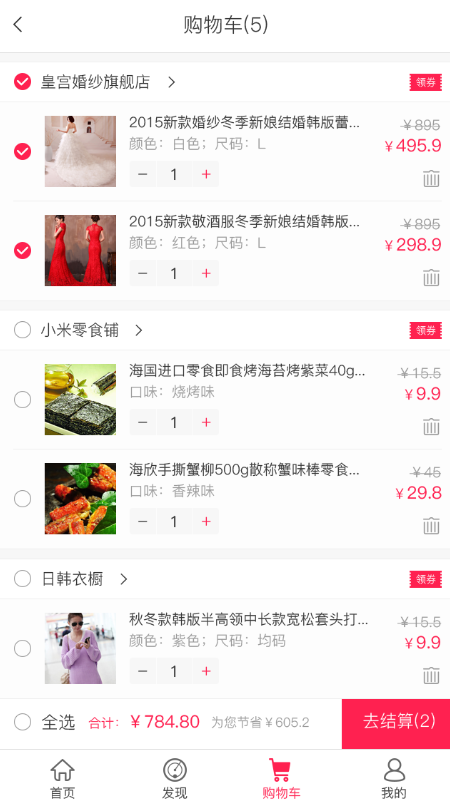 购物车(5)
皇宫婚纱旗舰店
领券
2015新款婚纱冬季新娘结婚韩版蕾...
¥895
颜色：白色；尺码：L
¥495.9
− 1 +
2015新款敬酒服冬季新娘结婚韩版...
¥895
颜色：红色；尺码：L
¥298.9
− 1 +
小米零食铺
领券
海国进口零食即食烤海苔烤紫菜40g...
¥15.5
口味：烧烤味
¥9.9
− 1 +
海欣手撕蟹柳500g散称蟹味棒零食...
¥45
口味：香辣味
¥29.8
− 1 +
日韩衣橱
领券
秋冬款韩版半高领中长款宽松套头打...
¥15.5
颜色：紫色；尺码：均码
¥9.9
− 1 +
全选 合计：¥784.80 为您节省¥605.2 去结算(2)
首页 发现 购物车 我的